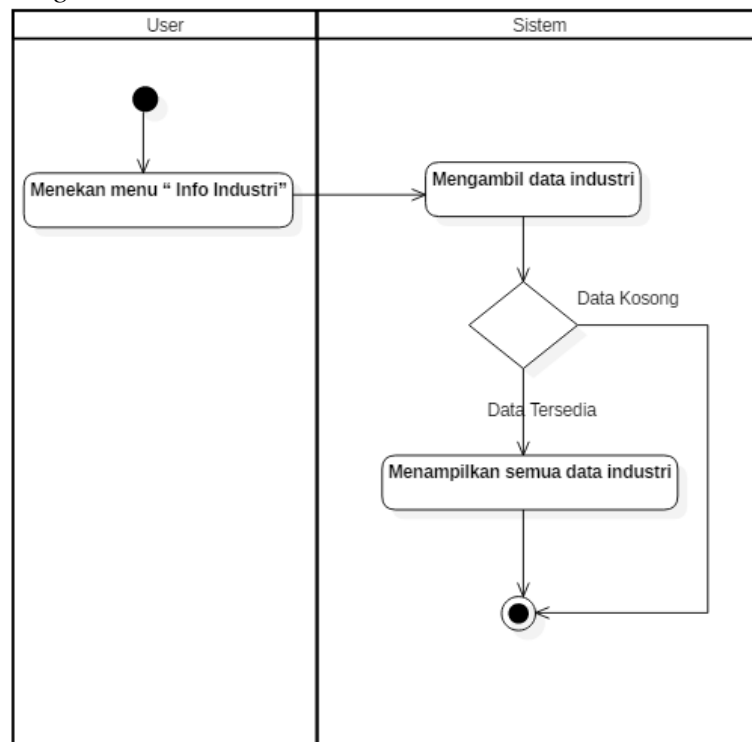 User
Sistem
Menekan menu “ Info Industri”
Mengambil data industri
Data Kosong
Data Tersedia
Menampilkan semua data industri